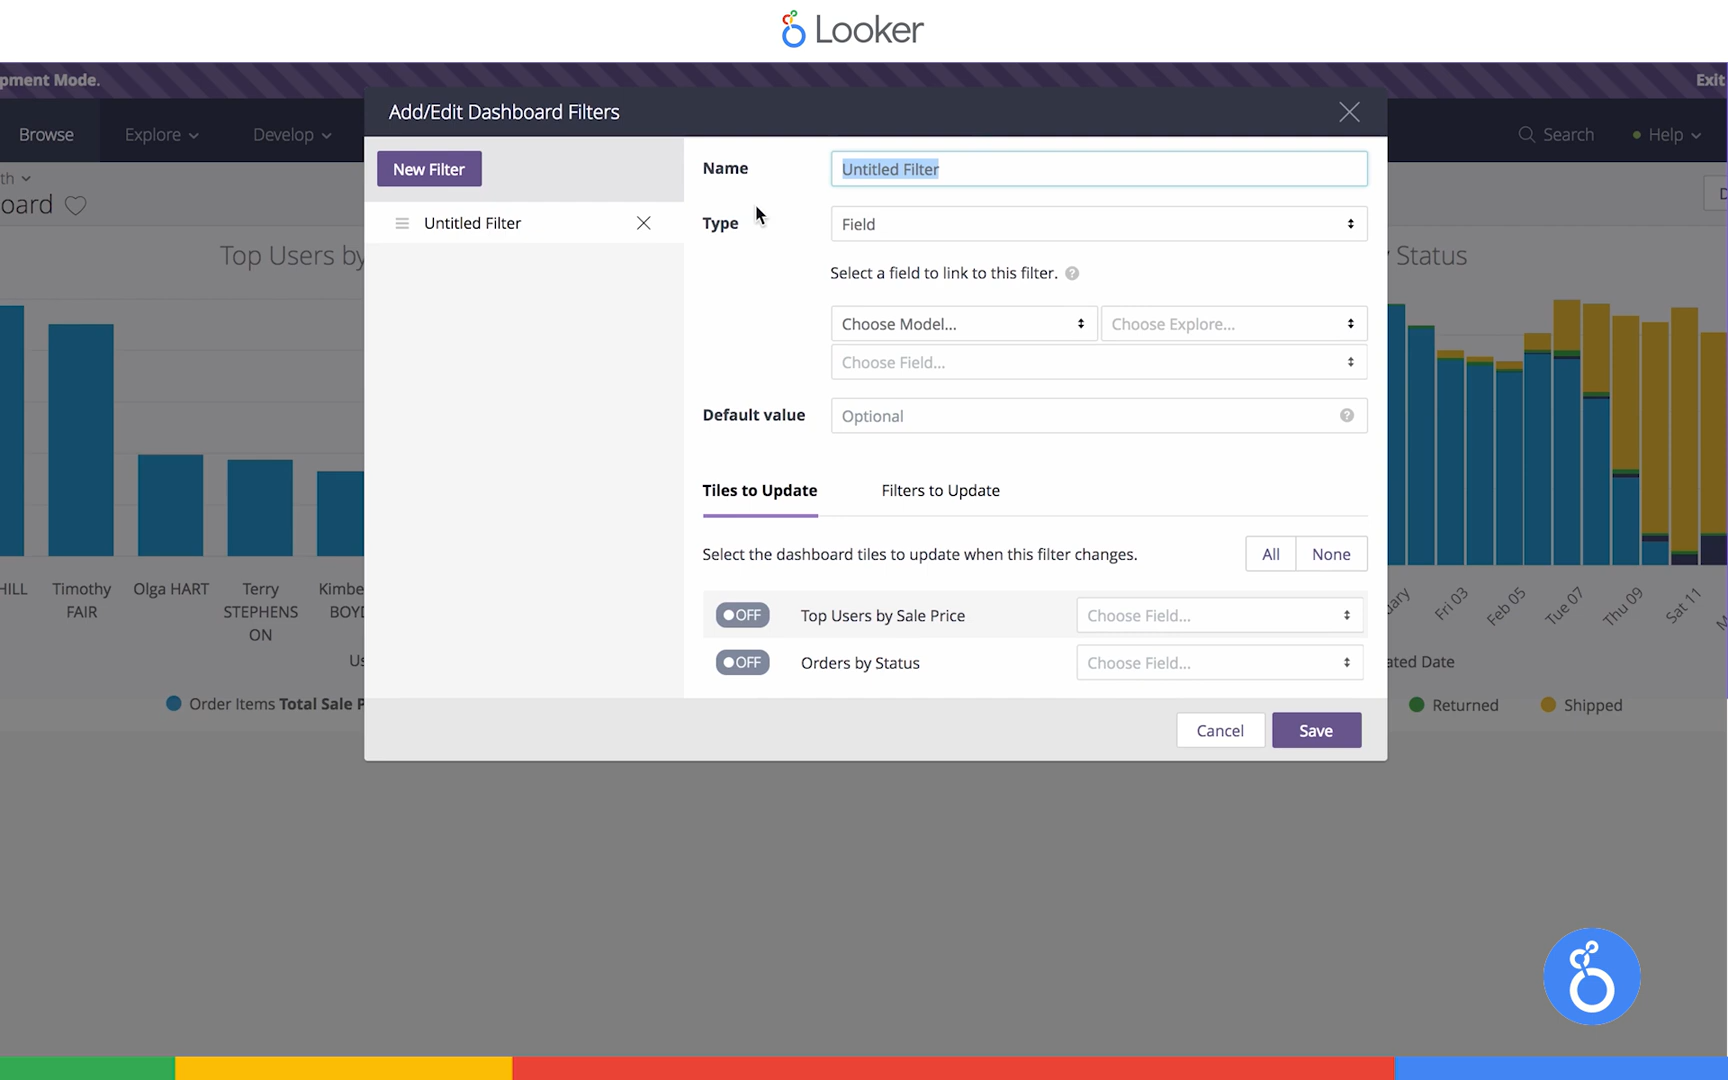 Looker
pment Mode.
Exit
Add/Edit Dashboard Filters
Browse
Explore
Develop
Search
Help
th
oard
New Filter
Untitled Filter
Name
Untitled Filter
Type
Field
Select a field to link to this filter.
Choose Model...
Choose Explore...
Choose Field...
Default value
Optional
Tiles to Update
Filters to Update
Select the dashboard tiles to update when this filter changes.
All
None
OFF
Top Users by Sale Price
Choose Field...
OFF
Orders by Status
Choose Field...
Cancel
Save
Top Users by
HILL
Timothy
FAIR
Olga HART
Terry
STEPHENS
ON
Kimbe
BOYD
Us
Order Items Total Sale P
Status
uary
Fri 03
Feb 05
Tue 07
Thu 09
Sat 11
ated Date
Returned
Shipped